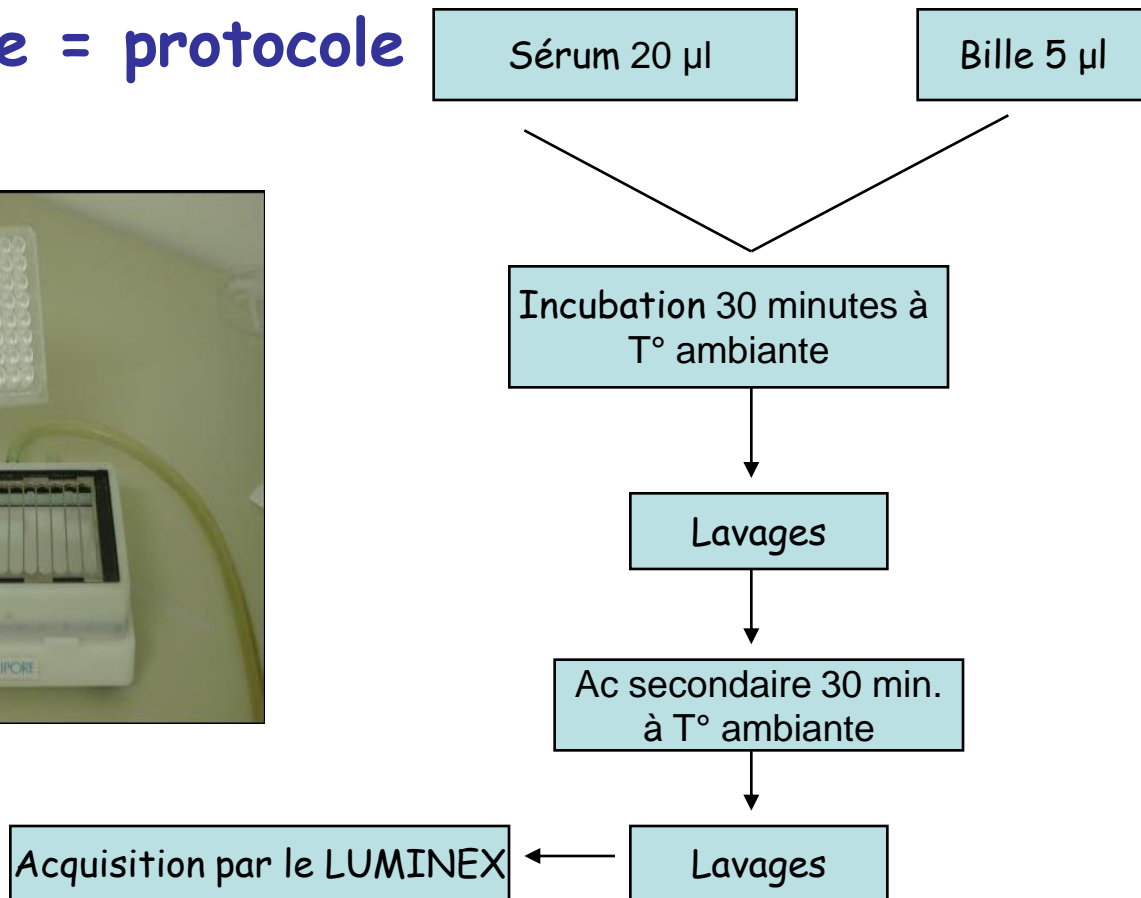 e = protocole
Sérum 20 µl
Bille 5 µl
Incubation 30 minutes à
T° ambiante
Lavages
Ac secondaire 30 min.
à T° ambiante
Lavages
Acquisition par le LUMINEX